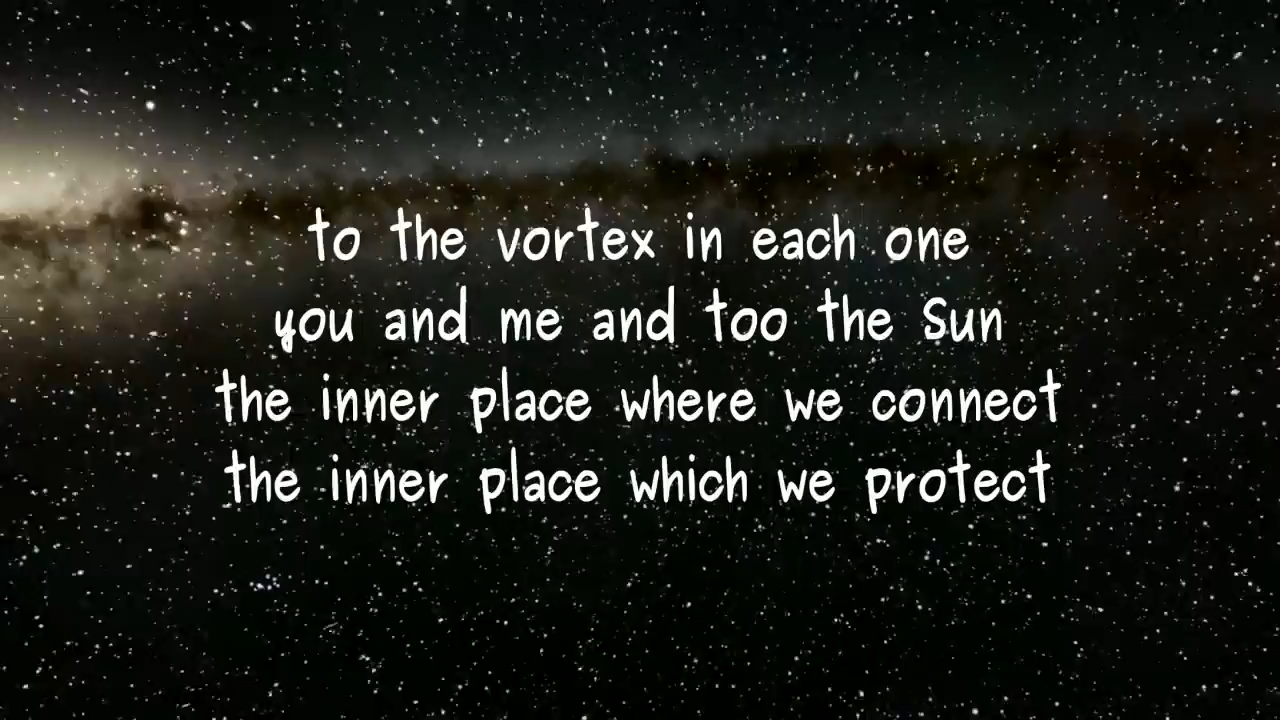 to the vortex in each one
you and me and too the Sun
the inner place where we connect
the inner place which we protect